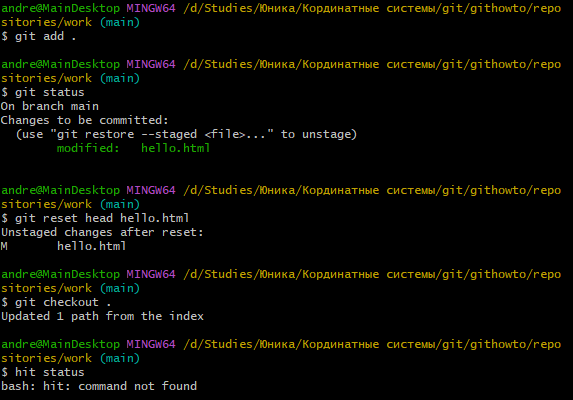 andre@MainDesktop MINGW64 /d/Studies/Юника/Кординатные системы/git/githowto/repo
sitories/work (main)
$ git add .
andre@MainDesktop MINGW64 /d/Studies/Юника/Кординатные системы/git/githowto/repo
sitories/work (main)
$ git status
On branch main
Changes to be committed:
  (use "git restore --staged <file>..." to unstage)
        modified:   hello.html
andre@MainDesktop MINGW64 /d/Studies/Юника/Кординатные системы/git/githowto/repo
sitories/work (main)
$ git reset head hello.html
Unstaged changes after reset:
M       hello.html
andre@MainDesktop MINGW64 /d/Studies/Юника/Кординатные системы/git/githowto/repo
sitories/work (main)
$ git checkout .
Updated 1 path from the index
andre@MainDesktop MINGW64 /d/Studies/Юника/Кординатные системы/git/githowto/repo
sitories/work (main)
$ hit status
bash: hit: command not found